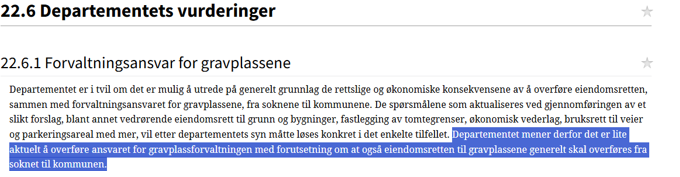 22.6 Departementets vurderinger
22.6.1 Forvaltningsansvar for gravplassene
Departementet er i tvil om det er mulig å utrede på generelt grunnlag de rettslige og økonomiske konsekvensene av å overføre eiendomsretten,
sammen med forvaltningsansvaret for gravplassene, fra soknene til kommunene. De spørsmålene som aktualiseres ved gjennomføringen av et
slikt forslag, blant annet vedrørende eiendomsrett til grunn og bygninger, fastlegging av tomtegrenser, økonomisk vederlag, bruksrett til veier
og parkeringsareal med mer, vil etter departementets syn måtte løses konkret i det enkelte tilfellet. Departementet mener derfor det er lite
aktuelt å overføre ansvaret for gravplassforvaltningen med forutsetning om at også eiendomsretten til gravplassene generelt skal overføres fra
soknet til kommunen.